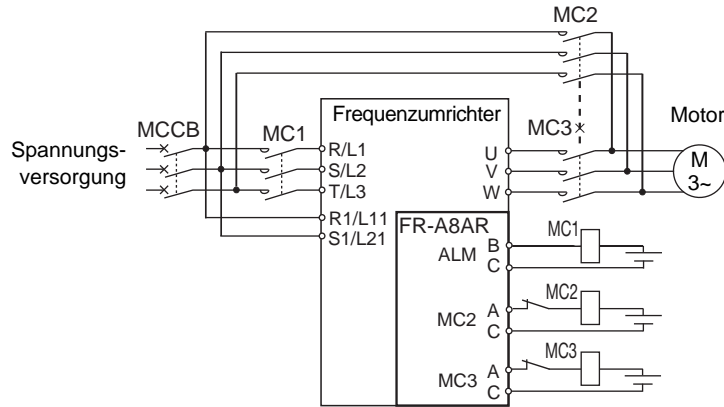 MC2
Frequenzumrichter
Motor
MCCB
MC1
MC3
Spannungs-
versorgung
R/L1
S/L2
T/L3
U
V
W
M
3~
R1/L11
S1/L21
FR-A8AR
ALM
B
C
MC1
MC2
A
C
MC2
MC3
A
C
MC3